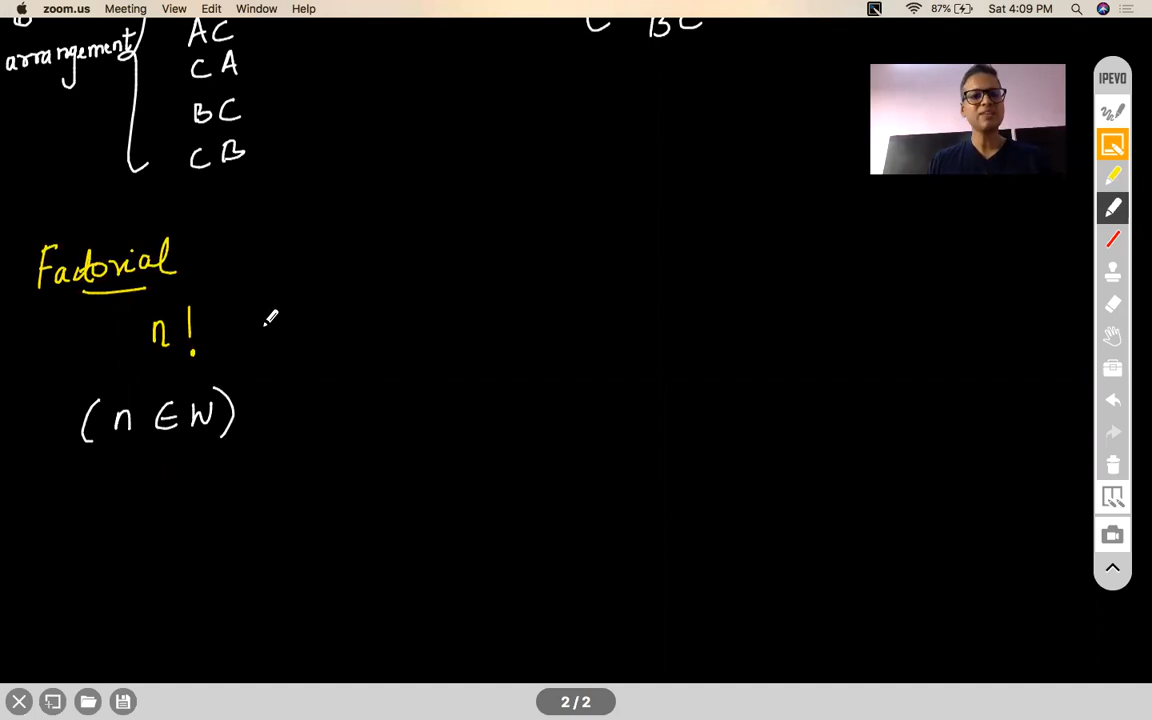 zoom.us Meeting View Edit Window Help 87% Sat 4:09 PM
IPEVO
AC
BC
arrangement
CA
BC
CB
Factorial
n!
(n ∈ W)
2/2